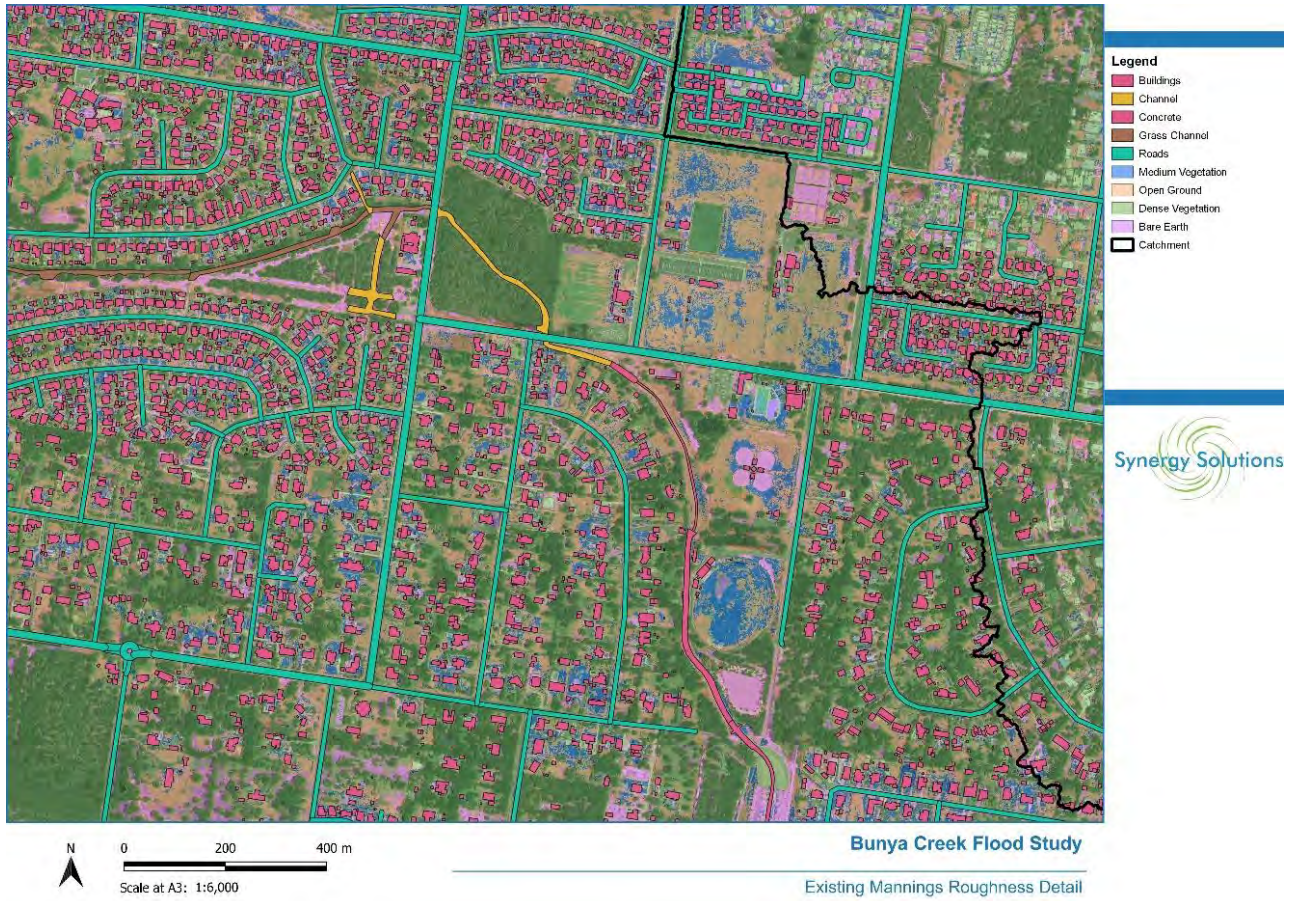 Legend
Buildings
Channel
Concrete
Grass Channel
Roads
Medium Vegetation
Open Ground
Dense Vegetation
Bare Earth
Catchment
Synergy Solutions
N
0 200 400 m
Scale at A3: 1:6,000
Bunya Creek Flood Study
Existing Mannings Roughness Detail